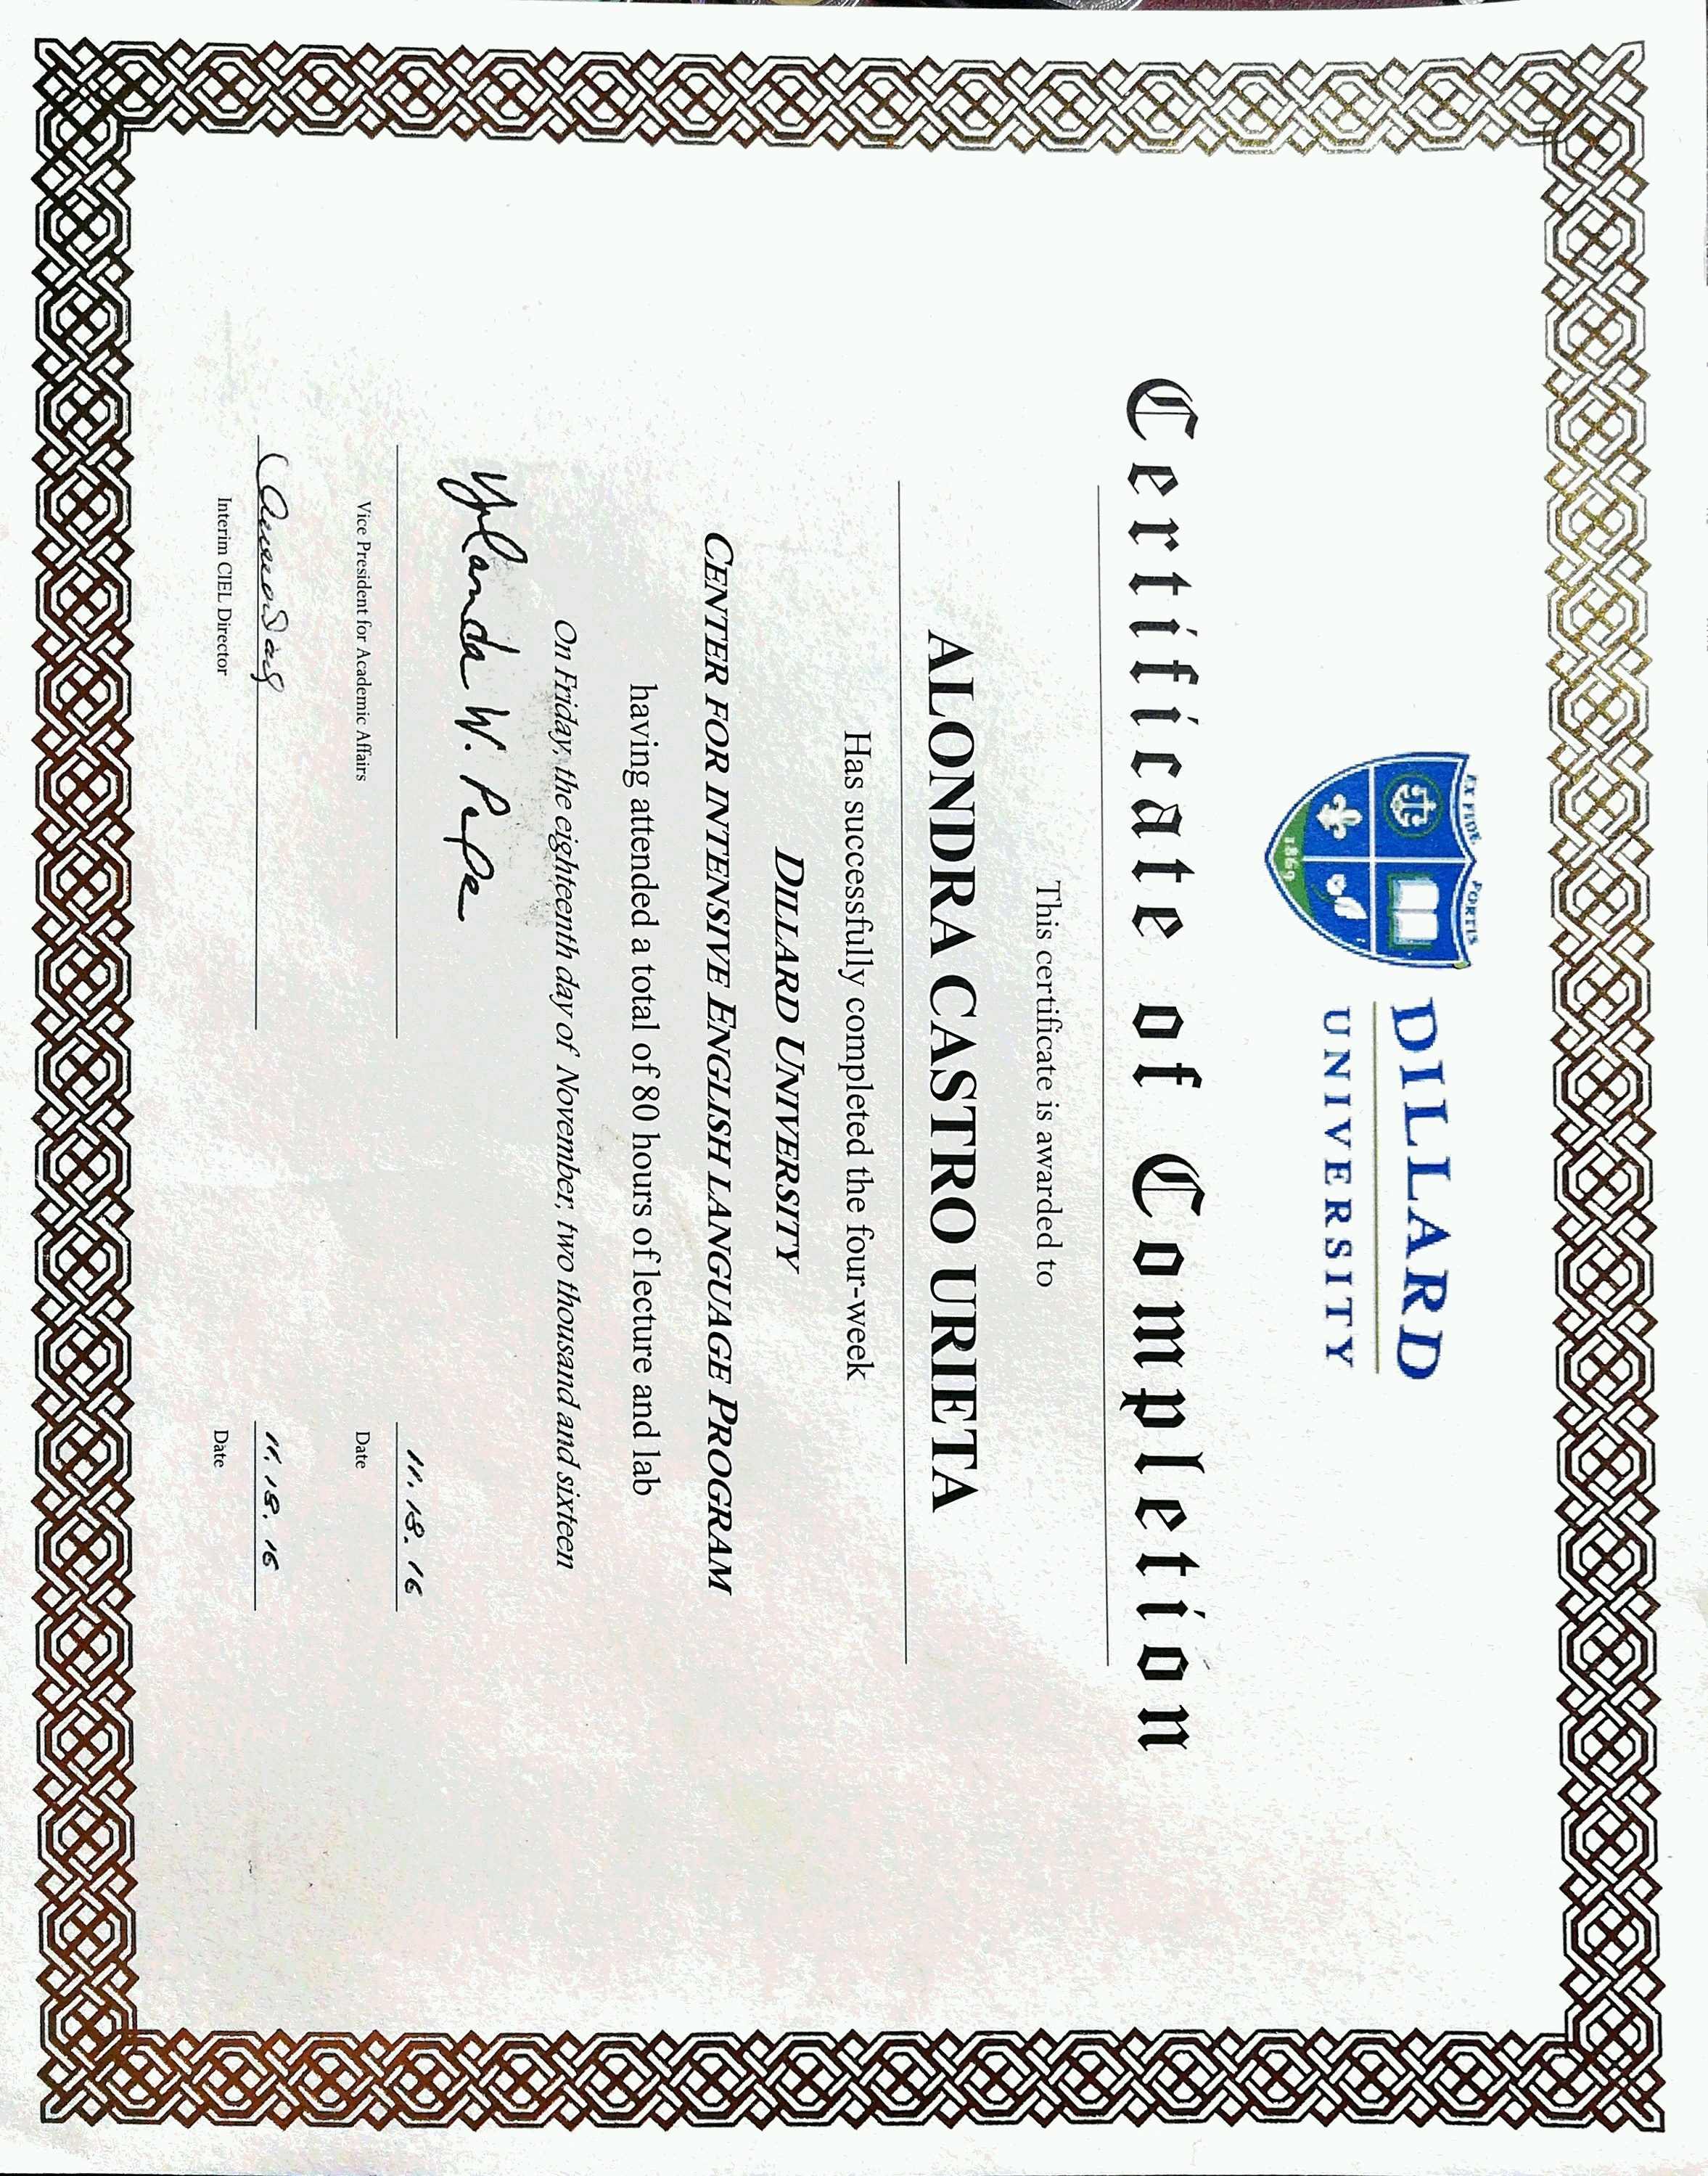 EX FIDE FORTIS
1869
DILLARD
UNIVERSITY
Certificate of Completion
This certificate is awarded to
ALONDRA CASTRO URIETA
Has successfully completed the four-week
DILLARD UNIVERSITY
CENTER FOR INTENSIVE ENGLISH LANGUAGE PROGRAM
having attended a total of 80 hours of lecture and lab
On Friday, the eighteenth day of November, two thousand and sixteen
Yolanda W. Page
11.18.16
Vice President for Academic Affairs
Date
11.18.16
Interim CIEL Director
Date